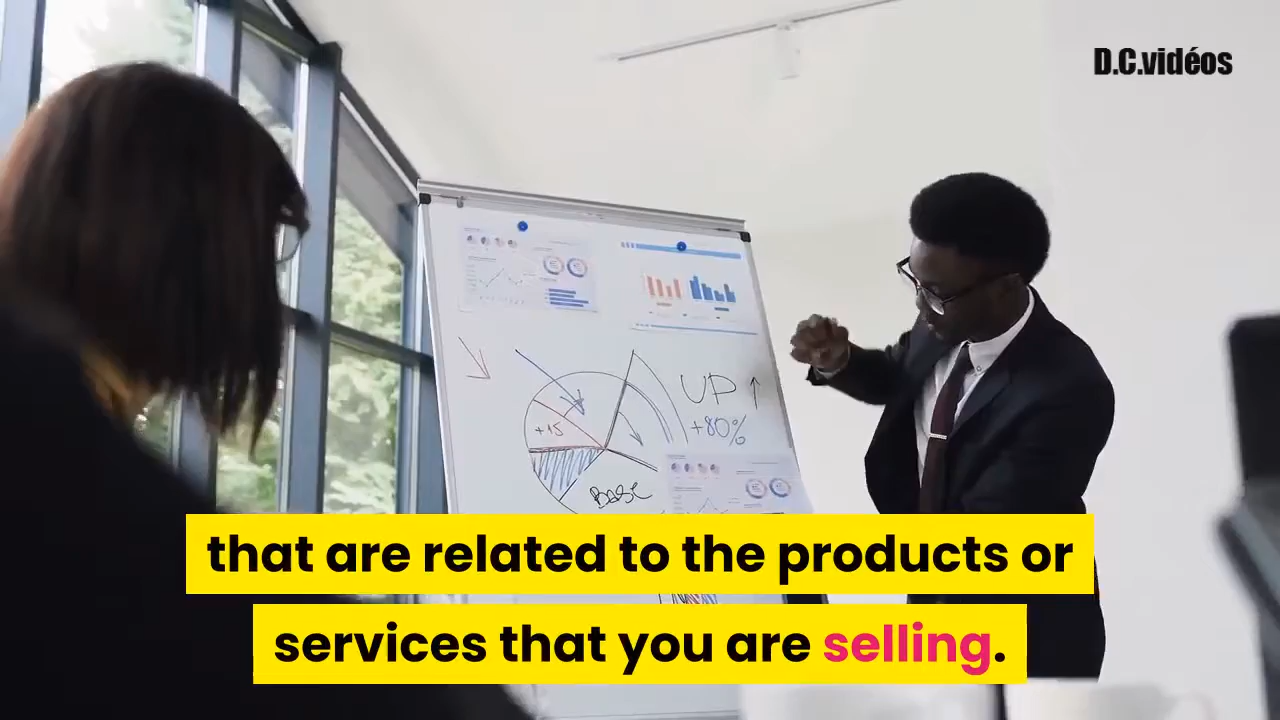 D.C.vidéos
UP
+80%
+15
BASE
that are related to the products or
services that you are selling.